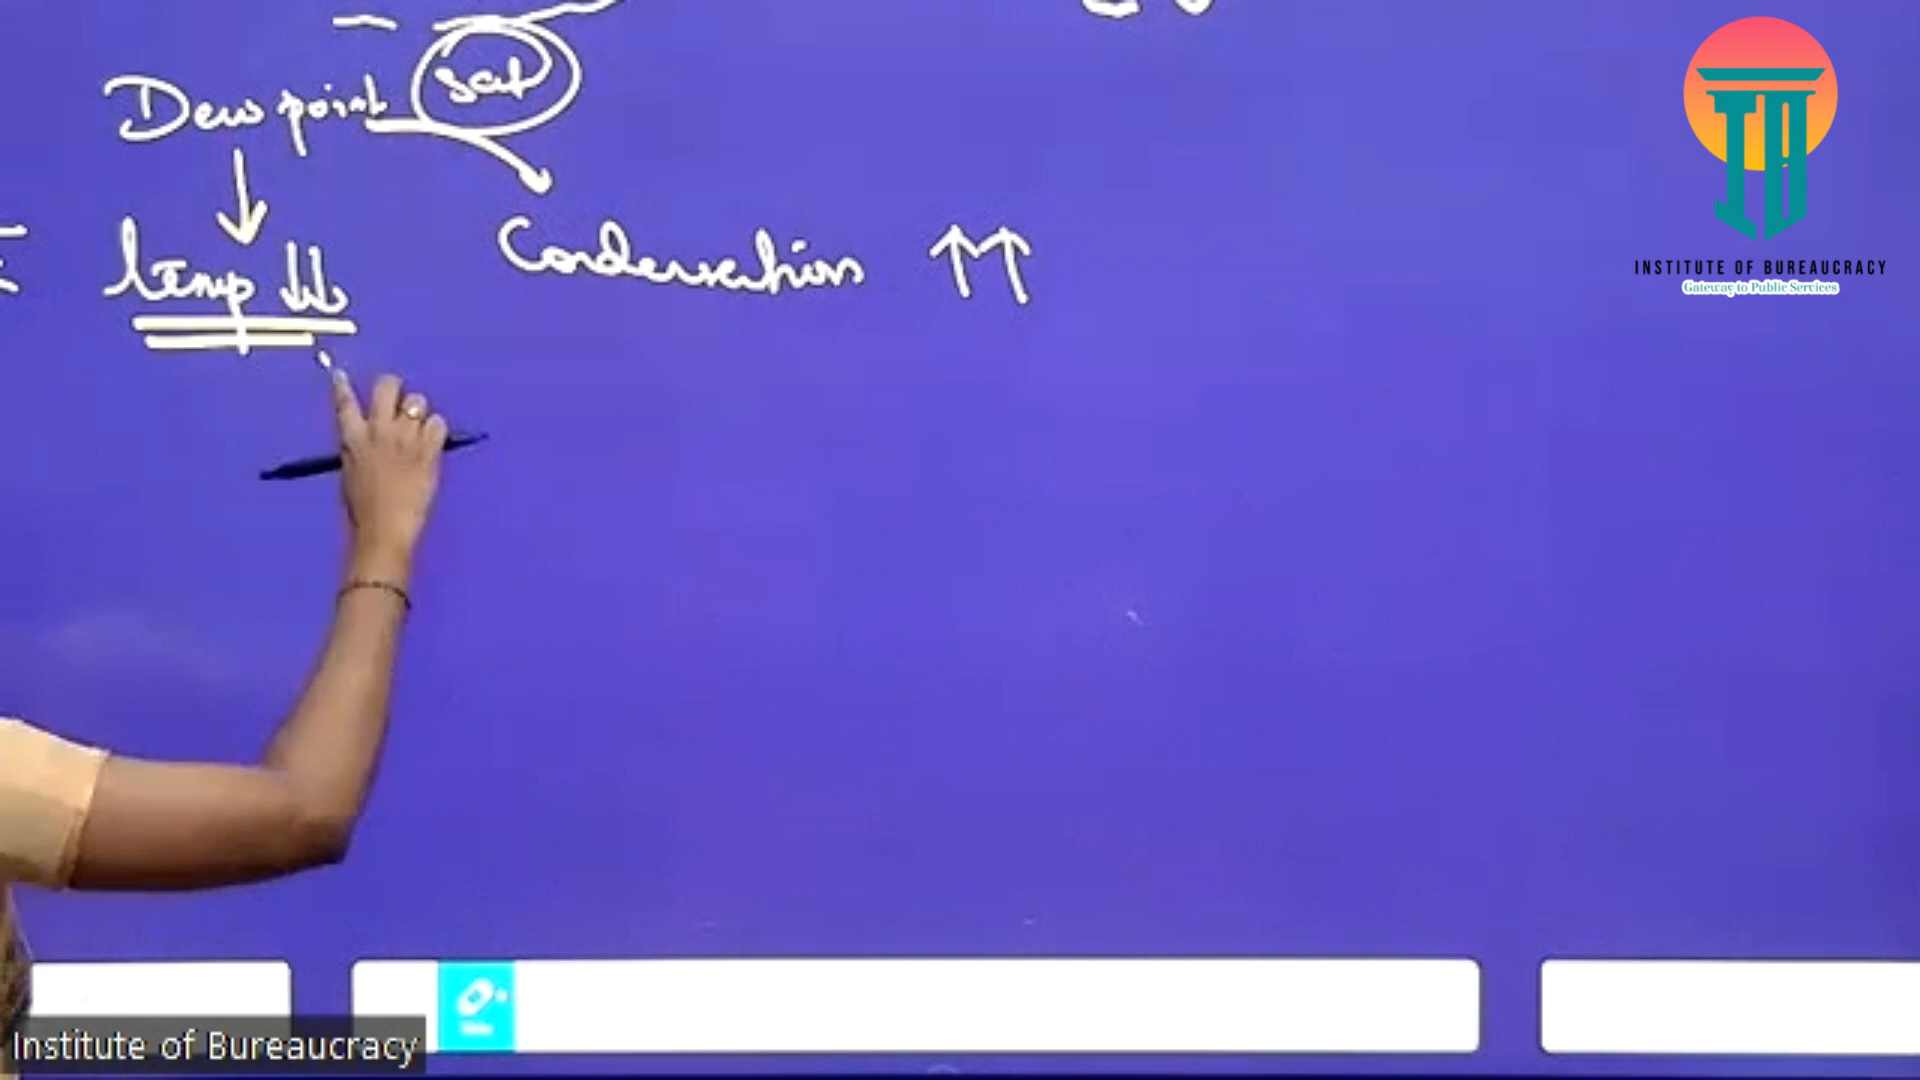 Dew point sat
temp ↓↓ Condensation ↑↑
INSTITUTE OF BUREAUCRACY
Gateway to Public Services
Institute of Bureaucracy